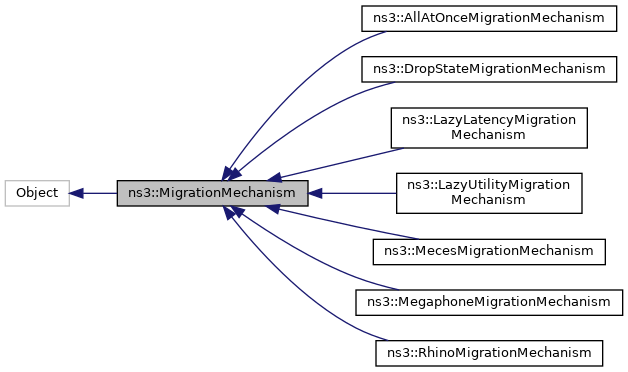 ns3::AllAtOnceMigrationMechanism
ns3::DropStateMigrationMechanism
ns3::LazyLatencyMigration
Mechanism
Object
ns3::MigrationMechanism
ns3::LazyUtilityMigration
Mechanism
ns3::MecesMigrationMechanism
ns3::MegaphoneMigrationMechanism
ns3::RhinoMigrationMechanism